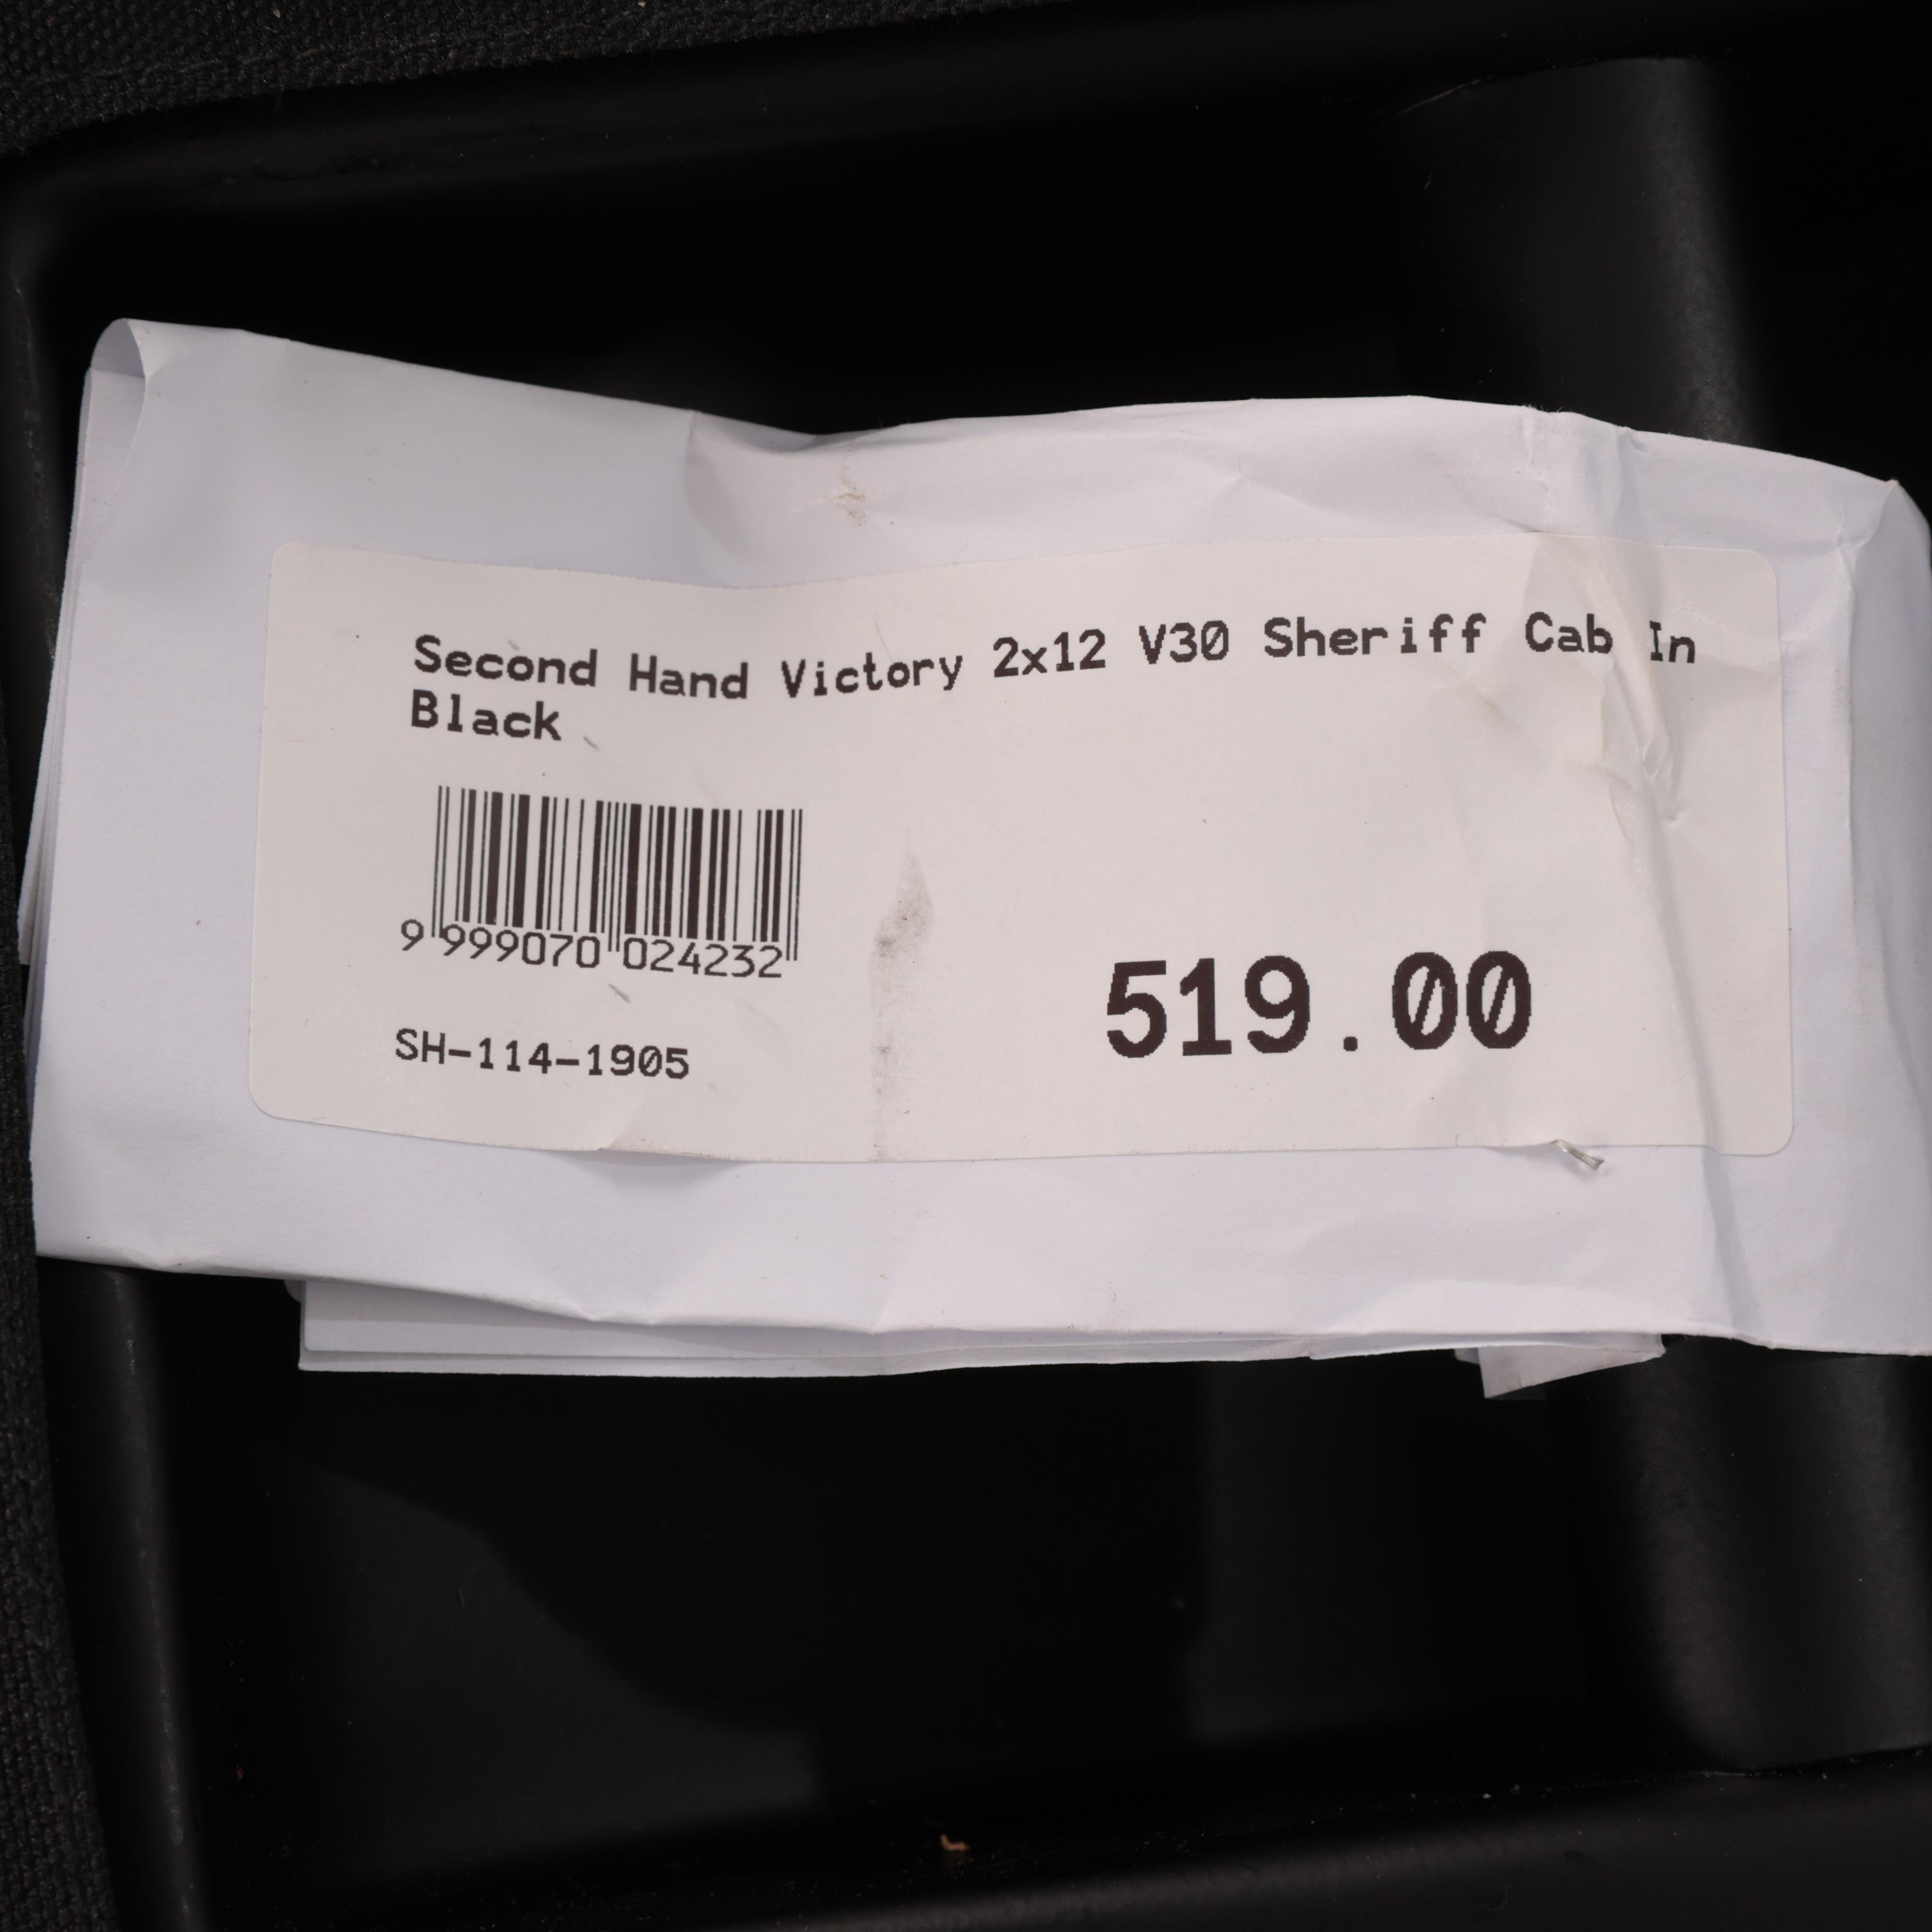 Second Hand Victory 2x12 V30 Sheriff Cab In
Black
9 999070 024232
SH-114-1905
519.00